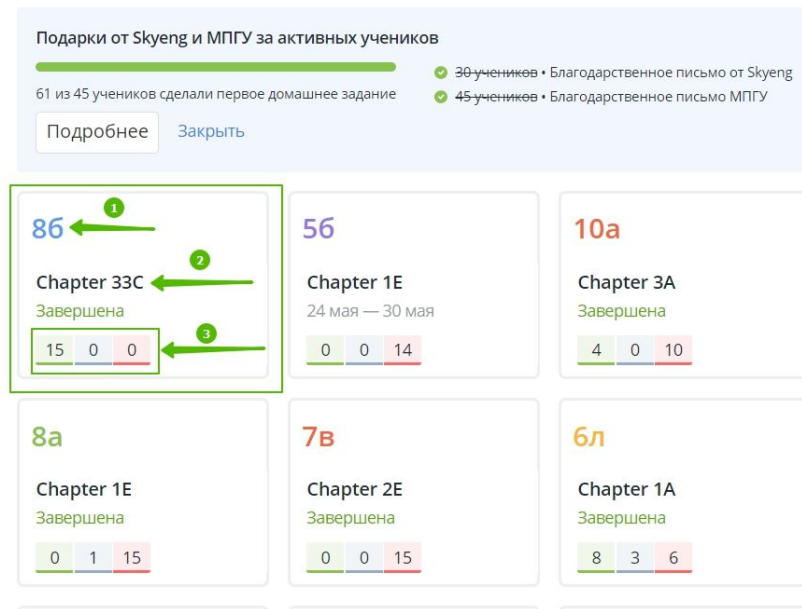 Подарки от Skyeng и МПГУ за активных учеников
30 учеников • Благодарственное письмо от Skyeng
61 из 45 учеников сделали первое домашнее задание
45 учеников • Благодарственное письмо МПГУ
Подробнее Закрыть
1
8б
2
Chapter 33C
Завершена
3
15 0 0
5б
Chapter 1E
24 мая — 30 мая
0 0 14
10а
Chapter 3A
Завершена
4 0 10
8а
Chapter 1E
Завершена
0 1 15
7в
Chapter 2E
Завершена
0 0 15
6л
Chapter 1A
Завершена
8 3 6